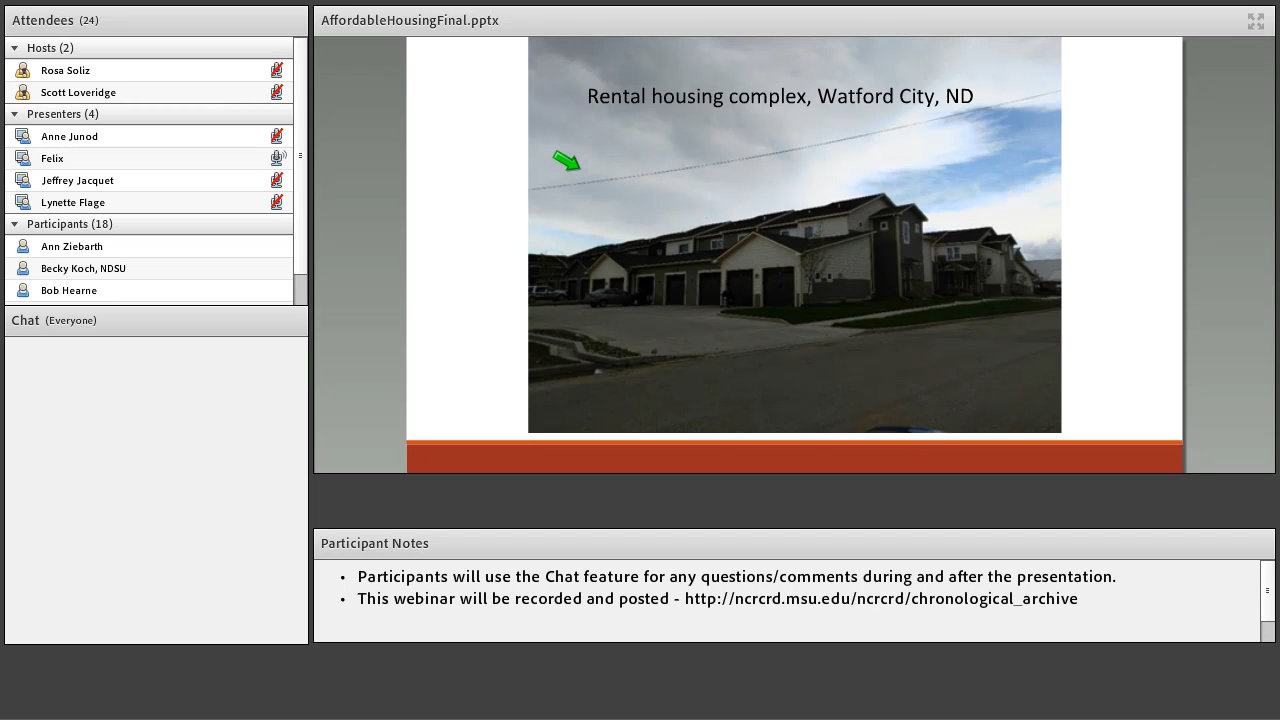 Attendees (24)
Hosts (2)
Rosa Soliz
Scott Loveridge
Presenters (4)
Anne Junod
Felix
Jeffrey Jacquet
Lynette Flage
Participants (18)
Ann Ziebarth
Becky Koch, NDSU
Bob Hearne
Chat (Everyone)
AffordableHousingFinal.pptx
Rental housing complex, Watford City, ND
Participant Notes
• Participants will use the Chat feature for any questions/comments during and after the presentation.
• This webinar will be recorded and posted - http://ncrcrd.msu.edu/ncrcrd/chronological_archive